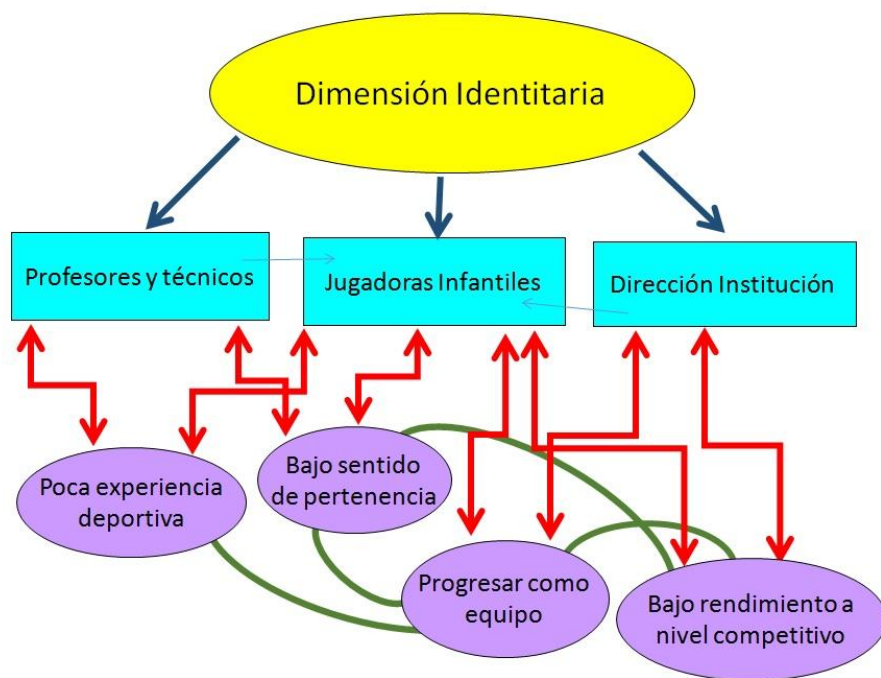 Dimensión Identitaria
Profesores y técnicos
Jugadoras Infantiles
Dirección Institución
Poca experiencia
deportiva
Bajo sentido
de pertenencia
Progresar como
equipo
Bajo rendimiento a
nivel competitivo